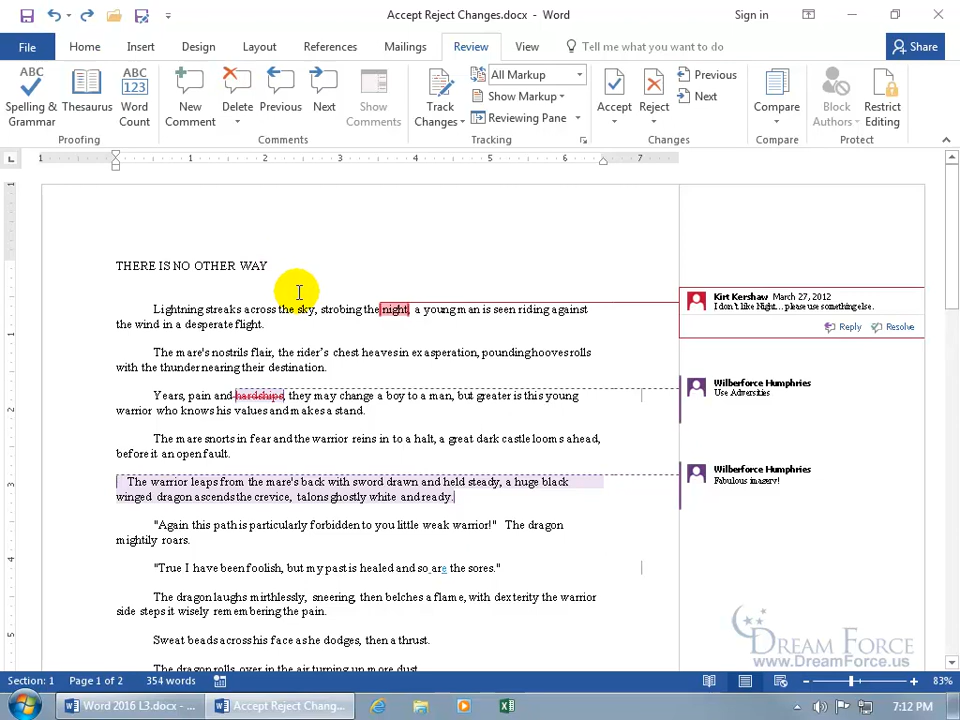 Accept Reject Changes.docx - Word
Sign in
File
Home
Insert
Design
Layout
References
Mailings
Review
View
Tell me what you want to do
Share
ABC
Spelling & Grammar
Thesaurus
ABC
123
Word Count
New Comment
Delete
Previous
Next
Show Comments
Track Changes
All Markup
Show Markup
Reviewing Pane
Accept
Reject
Previous
Next
Compare
Block Authors
Restrict Editing
Proofing
Comments
Tracking
Changes
Compare
Protect
1 1 2 3 4 5 6 7
THERE IS NO OTHER WAY
Lightning streaks across the sky, strobing the night, a young man is seen riding against
the wind in a desperate flight.
Kirt Kershaw March 27, 2012
I don't like Night... please use something else.
Reply
Resolve
The mare's nostrils flair, the rider's chest heaves in exasperation, pounding hooves rolls
with the thunder nearing their destination.
Years, pain and hardships, they may change a boy to a man, but greater is this young
warrior who knows his values and makes a stand.
Wilberforce Humphries
Use Adversities
The mare snorts in fear and the warrior reins in to a halt, a great dark castle looms ahead,
before it an open fault.
The warrior leaps from the mare's back with sword drawn and held steady, a huge black
winged dragon ascends the crevice, talons ghostly white and ready.
Wilberforce Humphries
Fabulous imagery!
"Again this path is particularly forbidden to you little weak warrior!" The dragon
mightily roars.
"True I have been foolish, but my past is healed and so are the sores."
The dragon laughs mirthlessly, sneering, then belches a flame, with dexterity the warrior
side steps it wisely remembering the pain.
Sweat beads across his face as he dodges, then a thrust.
The dragon rolls over in the air turning up more dust.
DREAM FORCE
www.DreamForce.us
Section: 1
Page 1 of 2
354 words
83%
Word 2016 L3.docx - ...
Accept Reject Chang...
7:12 PM